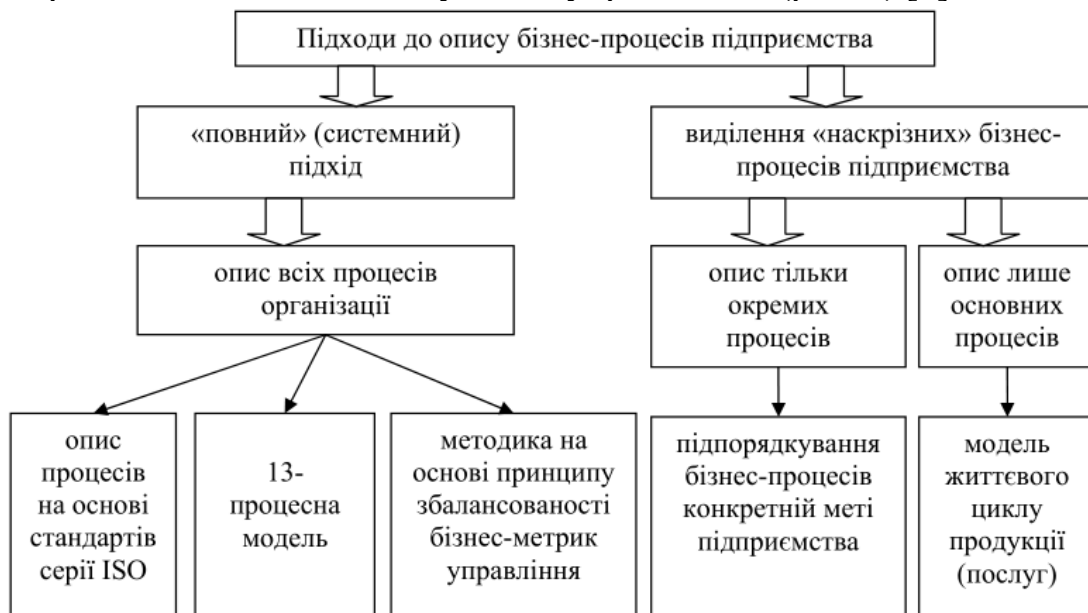 Підходи до опису бізнес-процесів підприємства
«повний» (системний)
підхід
виділення «наскрізних» бізнес-
процесів підприємства
опис всіх процесів
організації
опис тільки
окремих
процесів
опис лише
основних
процесів
опис
процесів
на основі
стандартів
серії ISO
13-
процесна
модель
методика на
основі принципу
збалансованості
бізнес-метрик
управління
підпорядкування
бізнес-процесів
конкретній меті
підприємства
модель
життєвого
циклу
продукції
(послуг)